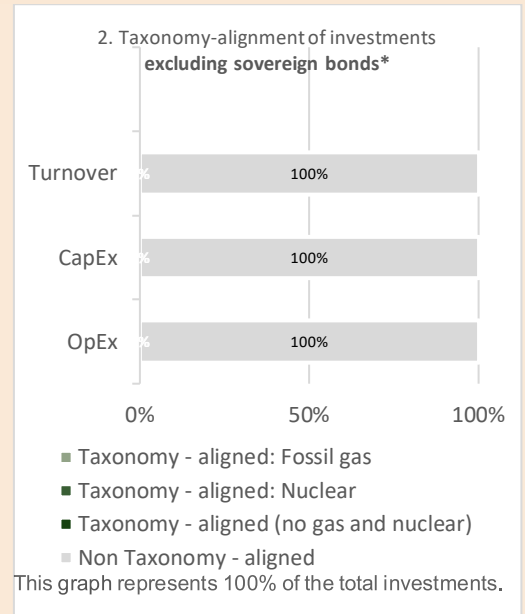 2. Taxonomy-alignment of investments
excluding sovereign bonds*
Turnover
%
100%
CapEx
%
100%
OpEx
%
100%
0% 50% 100%
Taxonomy - aligned: Fossil gas
Taxonomy - aligned: Nuclear
Taxonomy - aligned (no gas and nuclear)
Non Taxonomy - aligned
This graph represents 100% of the total investments.